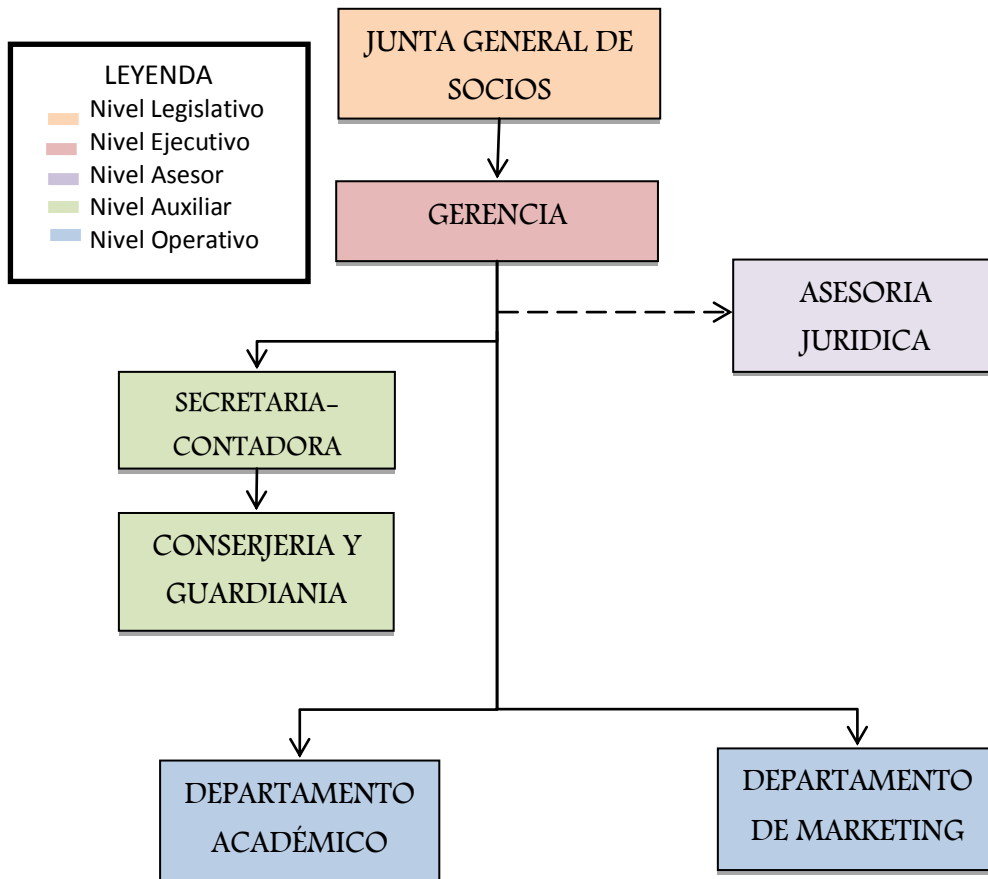 JUNTA GENERAL DE
SOCIOS
LEYENDA
Nivel Legislativo
Nivel Ejecutivo
Nivel Asesor
Nivel Auxiliar
Nivel Operativo
GERENCIA
ASESORIA
JURIDICA
SECRETARIA-
CONTADORA
CONSERJERIA Y
GUARDIANIA
DEPARTAMENTO
ACADÉMICO
DEPARTAMENTO
DE MARKETING